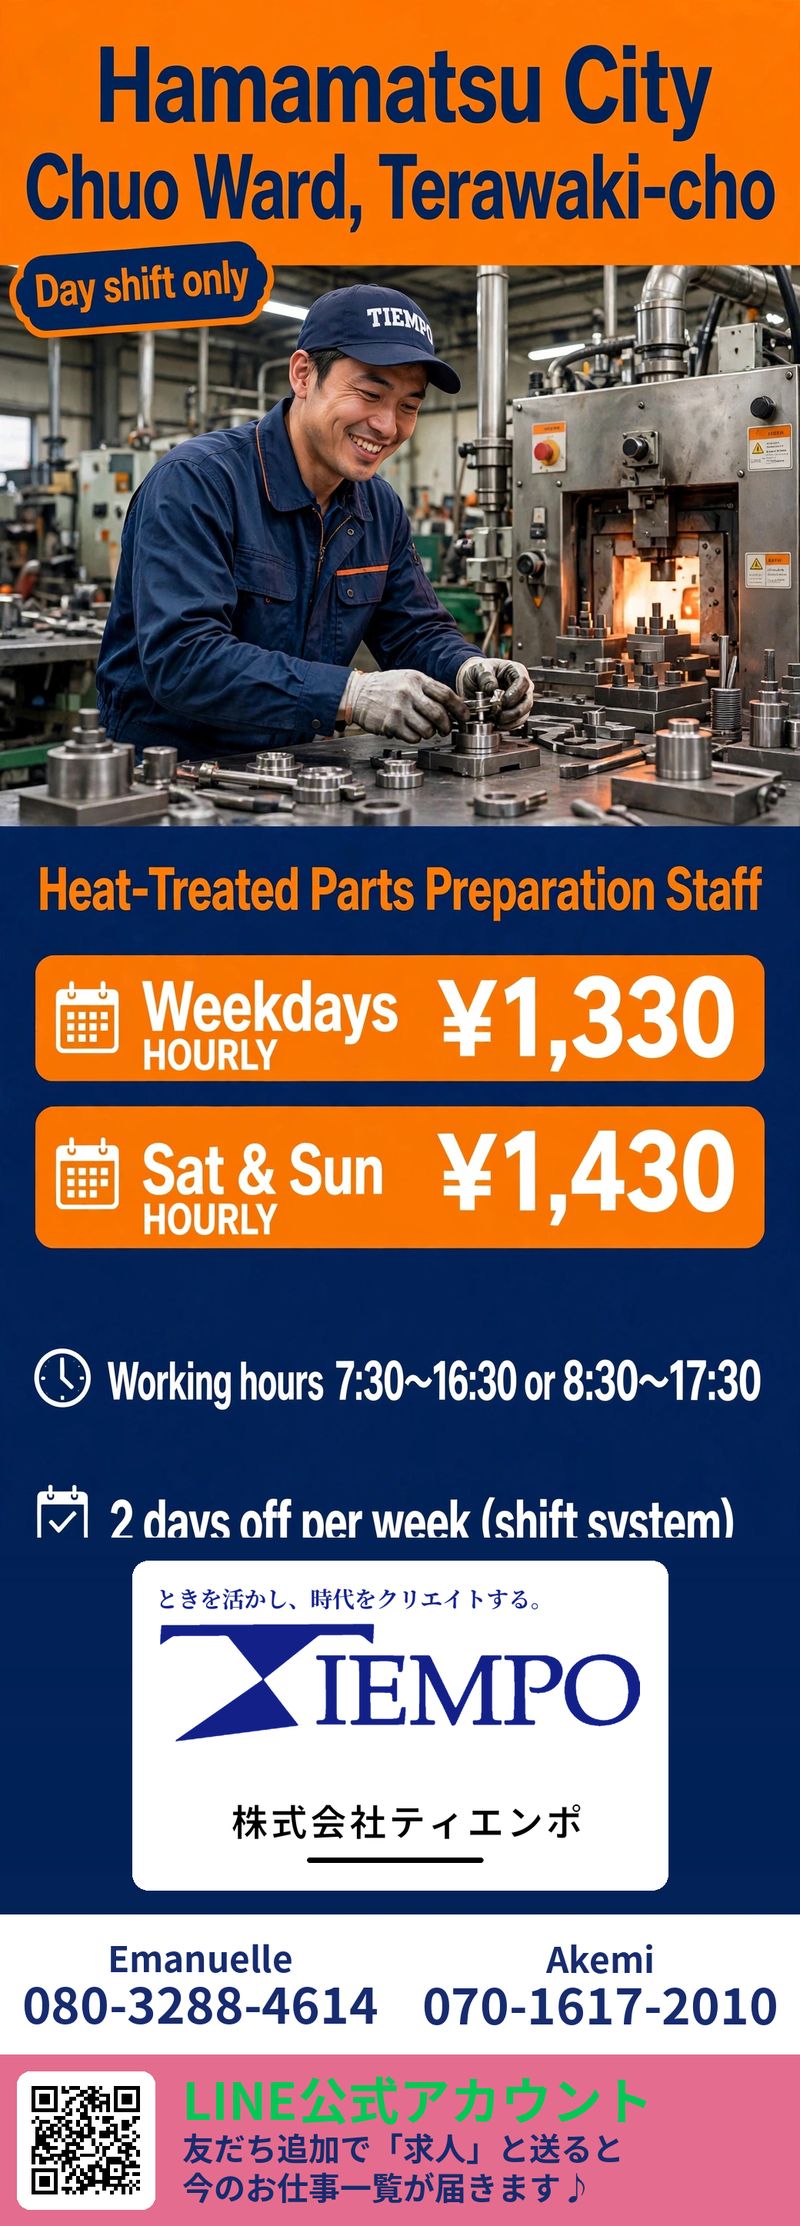 Hamamatsu City
Chuo Ward, Terawaki-cho
Day shift only
TIEMPO
Heat-Treated Parts Preparation Staff
Weekdays
HOURLY
¥1,330
Sat & Sun
HOURLY
¥1,430
Working hours 7:30～16:30 or 8:30～17:30
2 days off per week (shift system)
ときを活かし、時代をクリエイトする。
TIEMPO
株式会社ティエンポ
Emanuelle
080-3288-4614
Akemi
070-1617-2010
LINE公式アカウント
友だち追加で「求人」と送ると
今のお仕事一覧が届きます♪